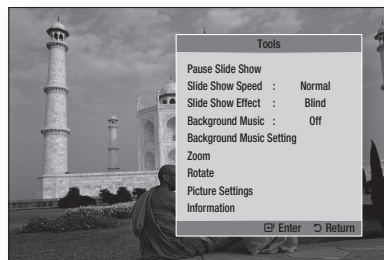 Tools
Pause Slide Show
Slide Show Speed : Normal
Slide Show Effect : Blind
Background Music : Off
Background Music Setting
Zoom
Rotate
Picture Settings
Information
Enter Return